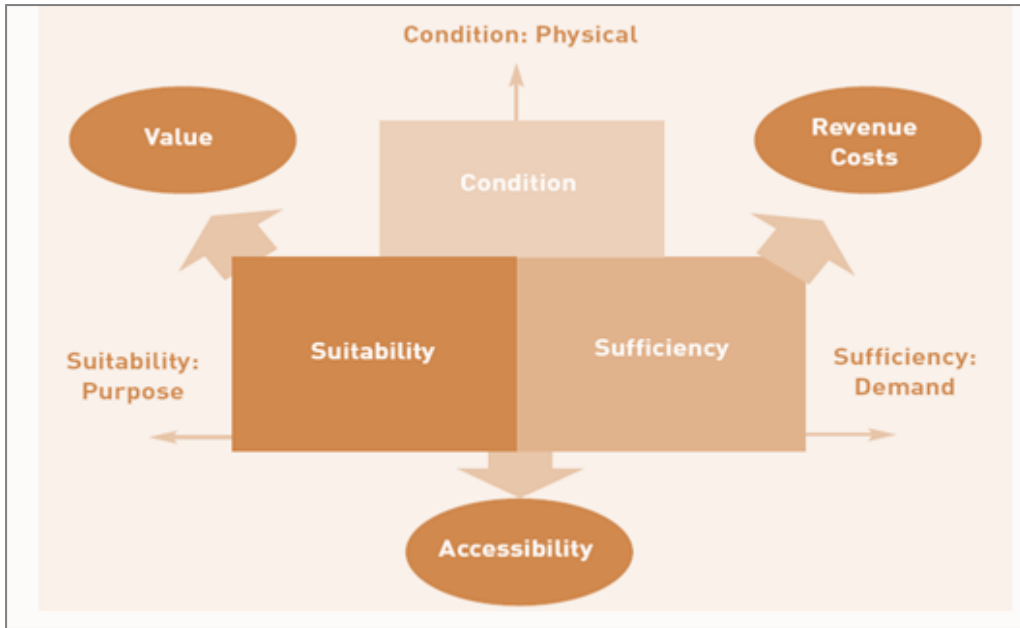 Condition: Physical
Value
Revenue
Costs
Condition
Suitability
Sufficiency
Suitability:
Purpose
Sufficiency:
Demand
Accessibility